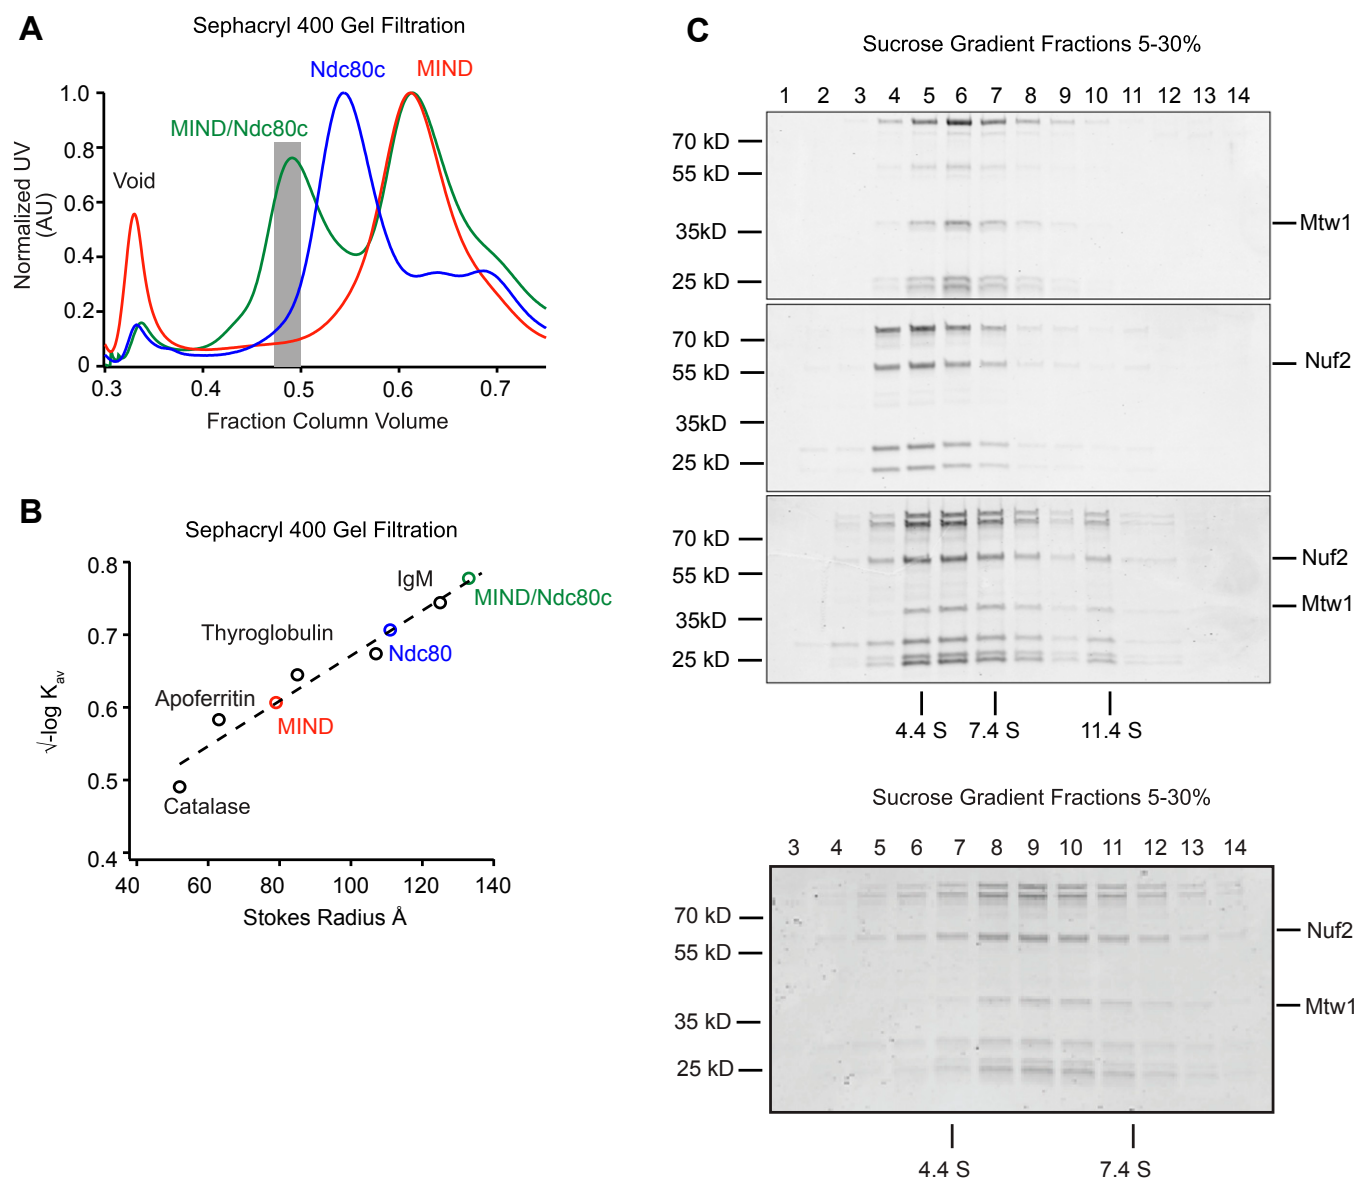 A
Sephacryl 400 Gel Filtration
Ndc80c
MIND
MIND/Ndc80c
Void
Normalized UV
(AU)
1.0
0.8
0.6
0.4
0.2
0
0.3
0.4
0.5
0.6
0.7
Fraction Column Volume
B
Sephacryl 400 Gel Filtration
IgM
MIND/Ndc80c
Thyroglobulin
Ndc80
Apoferritin
MIND
Catalase
√-log Kav
0.8
0.7
0.6
0.5
0.4
40
60
80
100
120
140
Stokes Radius Å
C
Sucrose Gradient Fractions 5-30%
1 2 3 4 5 6 7 8 9 10 11 12 13 14
70 kD
55 kD
35kD
25 kD
Mtw1
70 kD
55 kD
35kD
25 kD
Nuf2
70 kD
55 kD
35kD
25 kD
Nuf2
Mtw1
4.4 S 7.4 S 11.4 S
Sucrose Gradient Fractions 5-30%
3 4 5 6 7 8 9 10 11 12 13 14
70 kD
55 kD
35 kD
25 kD
Nuf2
Mtw1
4.4 S 7.4 S